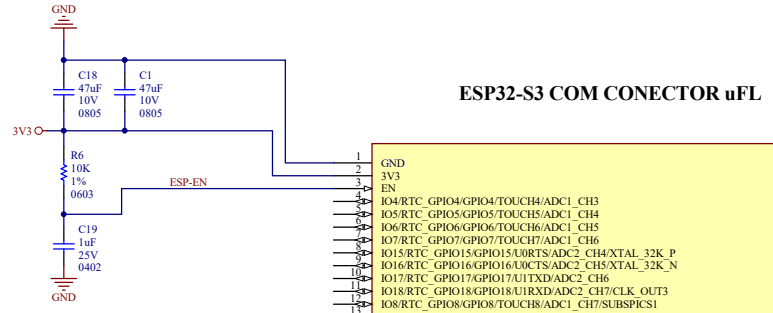 GND
C18
47uF
10V
0805
C1
47uF
10V
0805
ESP32-S3 COM CONECTOR uFL
3V3
R6
10K
1%
0603
ESP-EN
C19
1uF
25V
0402
GND
1
GND
2
3V3
3
EN
4
IO4/RTC_GPIO4/GPIO4/TOUCH4/ADC1_CH3
5
IO5/RTC_GPIO5/GPIO5/TOUCH5/ADC1_CH4
6
IO6/RTC_GPIO6/GPIO6/TOUCH6/ADC1_CH5
7
IO7/RTC_GPIO7/GPIO7/TOUCH7/ADC1_CH6
8
IO15/RTC_GPIO15/GPIO15/U0RTS/ADC2_CH4/XTAL_32K_P
9
IO16/RTC_GPIO16/GPIO16/U0CTS/ADC2_CH5/XTAL_32K_N
10
IO17/RTC_GPIO17/GPIO17/U1TXD/ADC2_CH6
11
IO18/RTC_GPIO18/GPIO18/U1RXD/ADC2_CH7/CLK_OUT3
12
IO8/RTC_GPIO8/GPIO8/TOUCH8/ADC1_CH7/SUBSPICS1
13